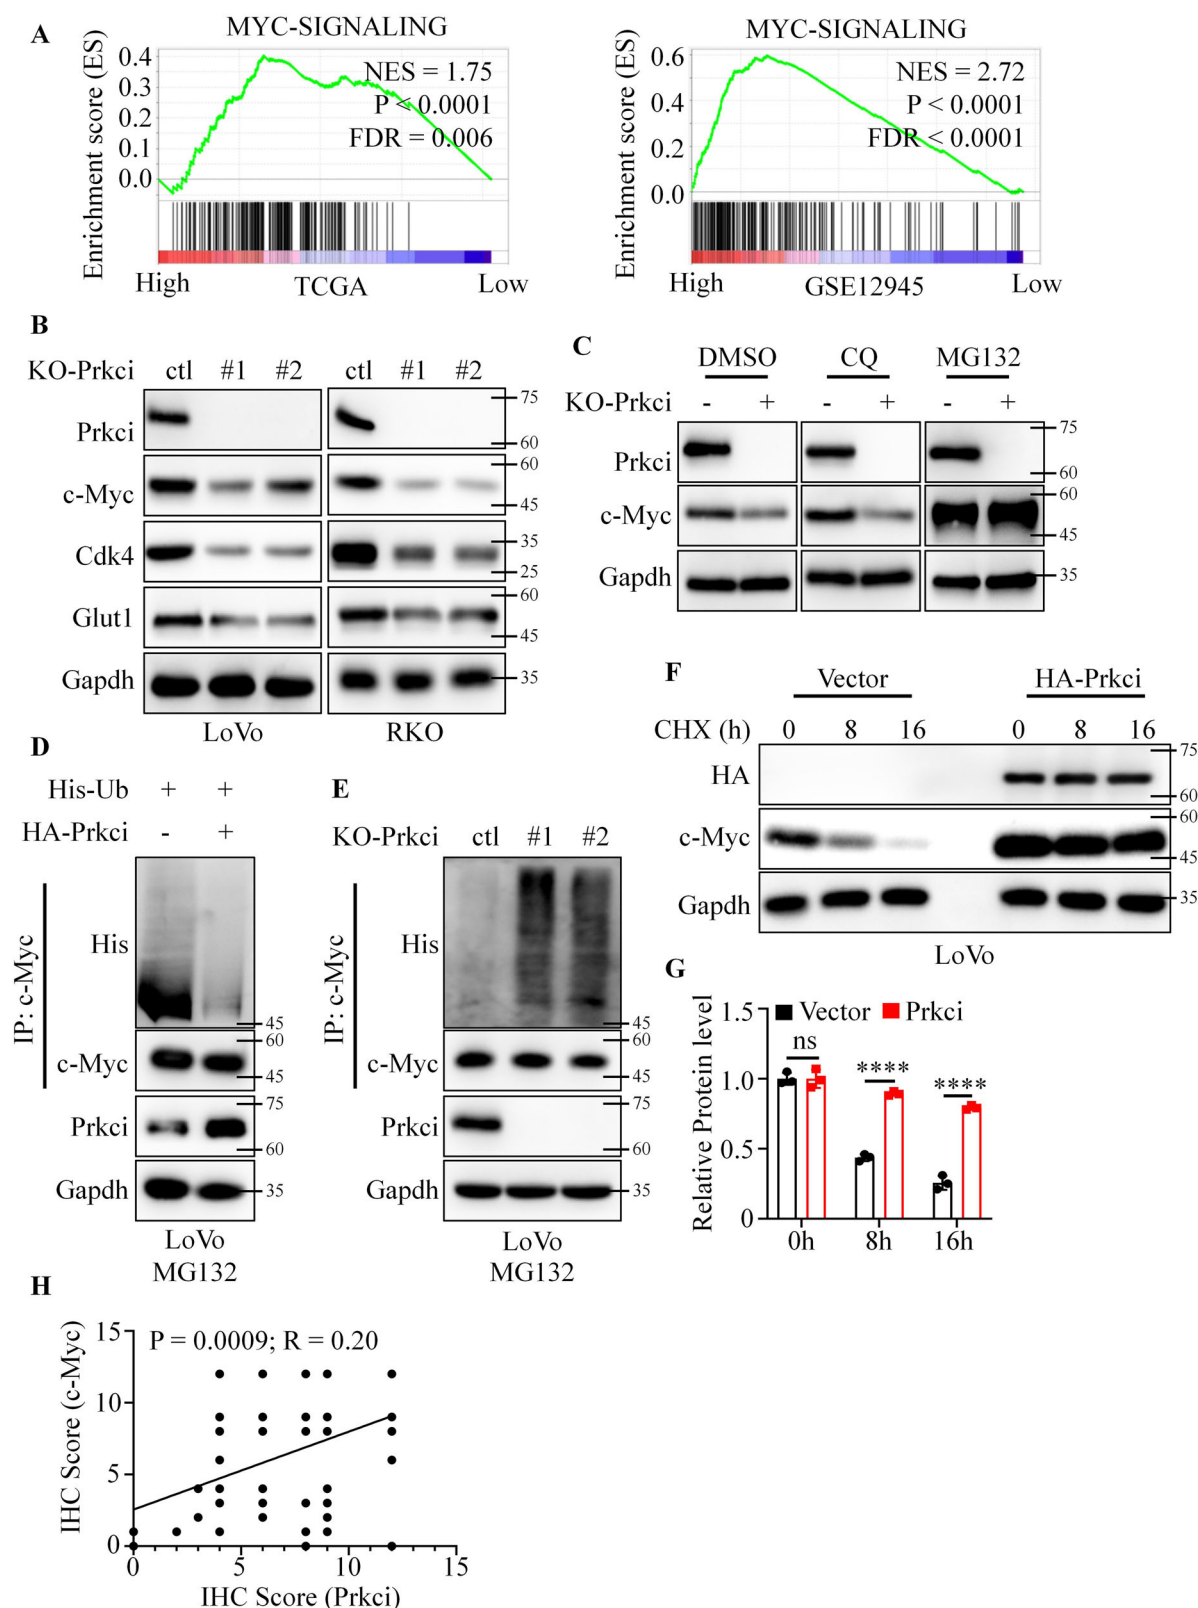 A
MYC-SIGNALING
Enrichment score (ES)
0.4
0.3
0.2
0.1
0.0
NES = 1.75
P < 0.0001
FDR = 0.006
High
TCGA
Low
MYC-SIGNALING
Enrichment score (ES)
0.6
0.4
0.2
0.0
NES = 2.72
P < 0.0001
FDR < 0.0001
High
GSE12945
Low
B
KO-Prkci ctl #1 #2 ctl #1 #2
Prkci
75
60
c-Myc
60
45
Cdk4
35
25
Glut1
60
45
Gapdh
35
LoVo
RKO
C
DMSO CQ MG132
KO-Prkci - + - + - +
Prkci
75
60
c-Myc
60
45
Gapdh
35
D
His-Ub + +
HA-Prkci - +
IP: c-Myc
His
45
c-Myc
60
45
Prkci
75
60
Gapdh
35
LoVo
MG132
E
KO-Prkci ctl #1 #2
IP: c-Myc
His
45
c-Myc
60
45
Prkci
75
60
Gapdh
35
LoVo
MG132
F
Vector HA-Prkci
CHX (h) 0 8 16 0 8 16
HA
75
60
c-Myc
60
45
Gapdh
35
LoVo
G
Relative Protein level
1.5
1.0
0.5
0
Vector Prkci
ns
****
****
0h 8h 16h
H
IHC Score (c-Myc)
15
10
5
0
P = 0.0009; R = 0.20
0 5 10 15
IHC Score (Prkci)